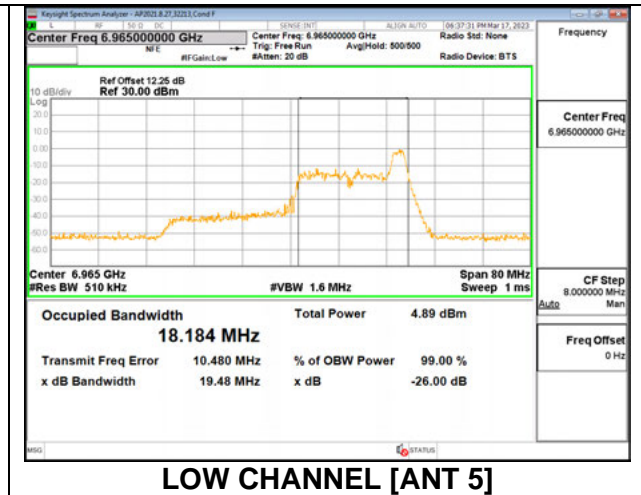 Keysight Spectrum Analyzer - AP2021.8.27,32213,Cond F
L RF 50 Ω DC SENSE:INT ALIGN AUTO 06:37:31 PM Mar 17, 2023
Center Freq 6.965000000 GHz
NFE
#IFGain:Low
Center Freq: 6.965000000 GHz
Trig: Free Run Avg|Hold: 500/500
#Atten: 20 dB
Radio Std: None
Radio Device: BTS
Frequency
Ref Offset 12.25 dB
10 dB/div Ref 30.00 dBm
Log
20.0
10.0
0.00
-10.0
-20.0
-30.0
-40.0
-50.0
-60.0
Center Freq
6.965000000 GHz
Center 6.965 GHz Span 80 MHz
#Res BW 510 kHz #VBW 1.6 MHz Sweep 1 ms
CF Step
8.000000 MHz
Auto Man
Freq Offset
0 Hz
Occupied Bandwidth Total Power 4.89 dBm
18.184 MHz
Transmit Freq Error 10.480 MHz % of OBW Power 99.00 %
x dB Bandwidth 19.48 MHz x dB -26.00 dB
MSG STATUS
LOW CHANNEL [ANT 5]